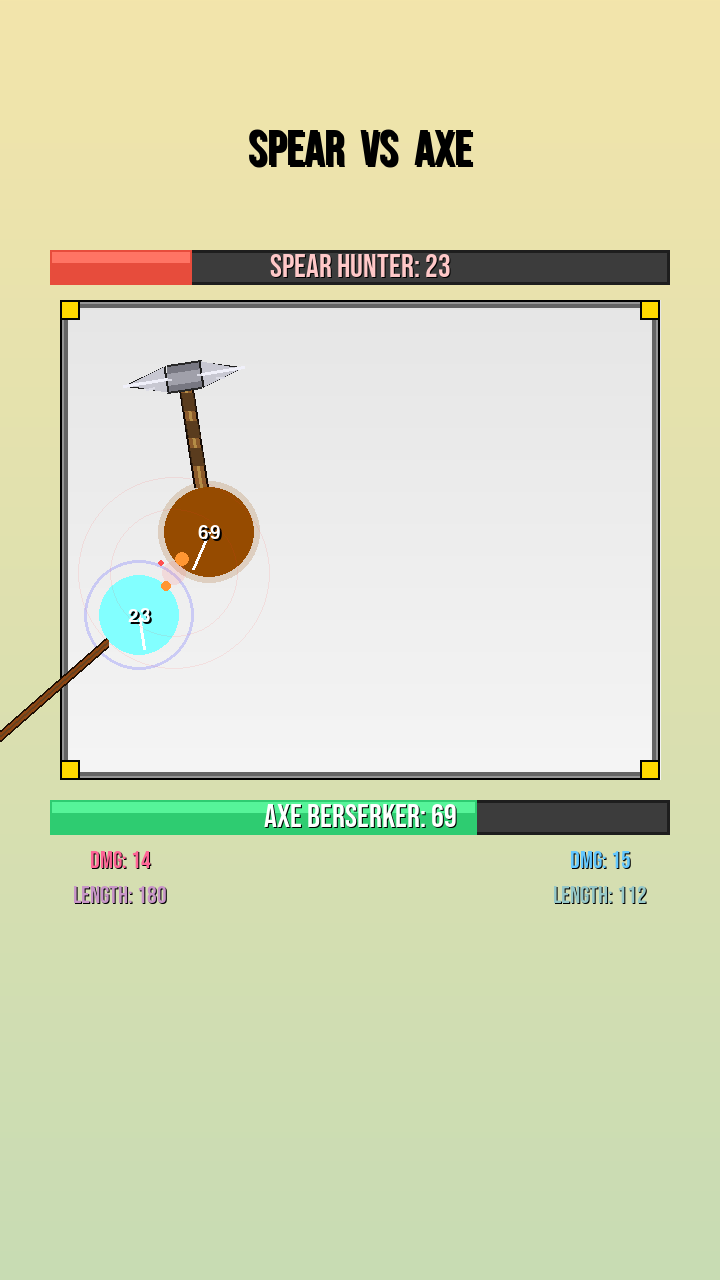 SPEAR VS AXE
SPEAR HUNTER: 23
69
23
AXE BERSERKER: 69
DMG: 14
DMG: 15
LENGTH: 180
LENGTH: 112